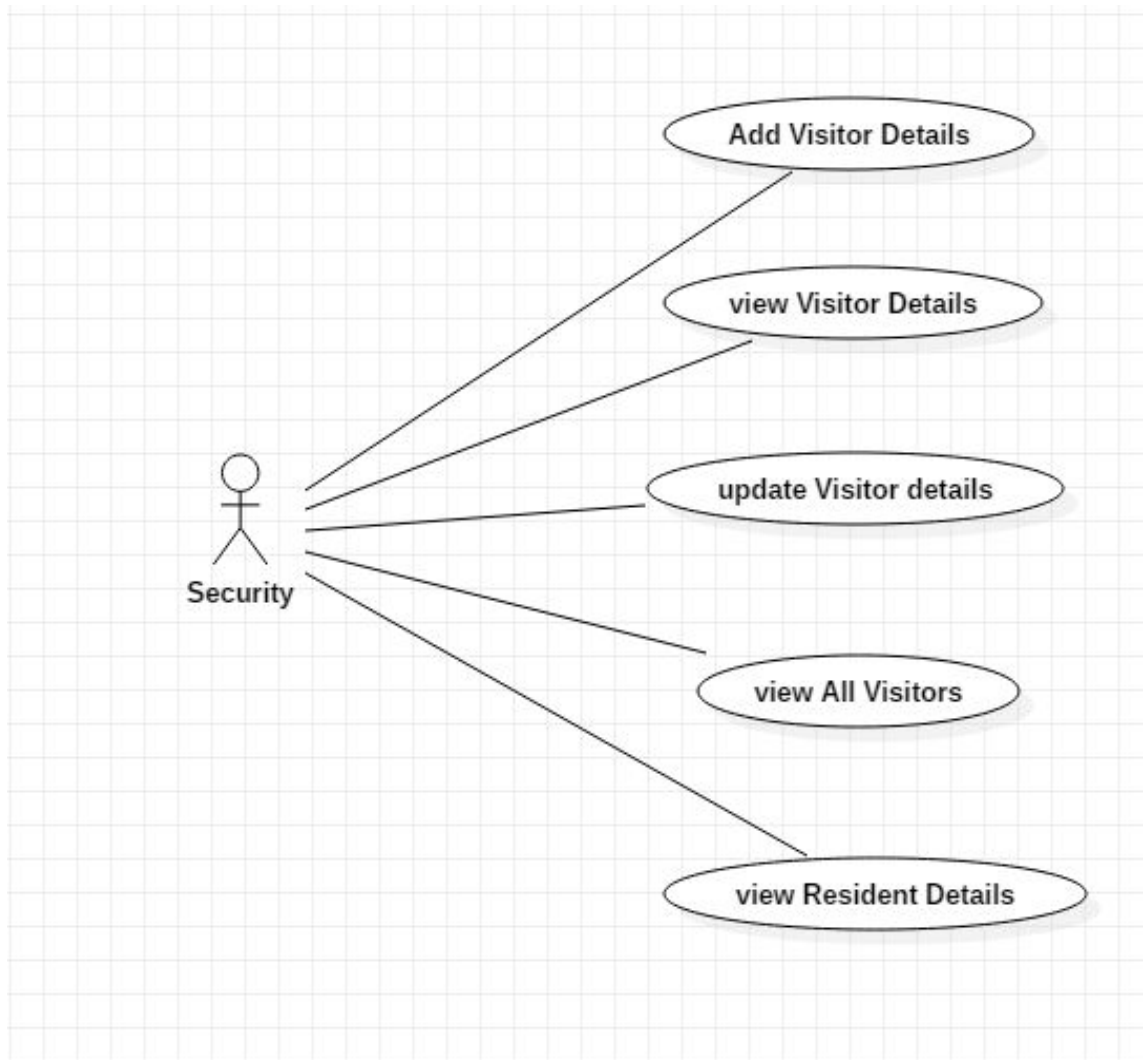 Add Visitor Details
view Visitor Details
update Visitor details
Security
view All Visitors
view Resident Details